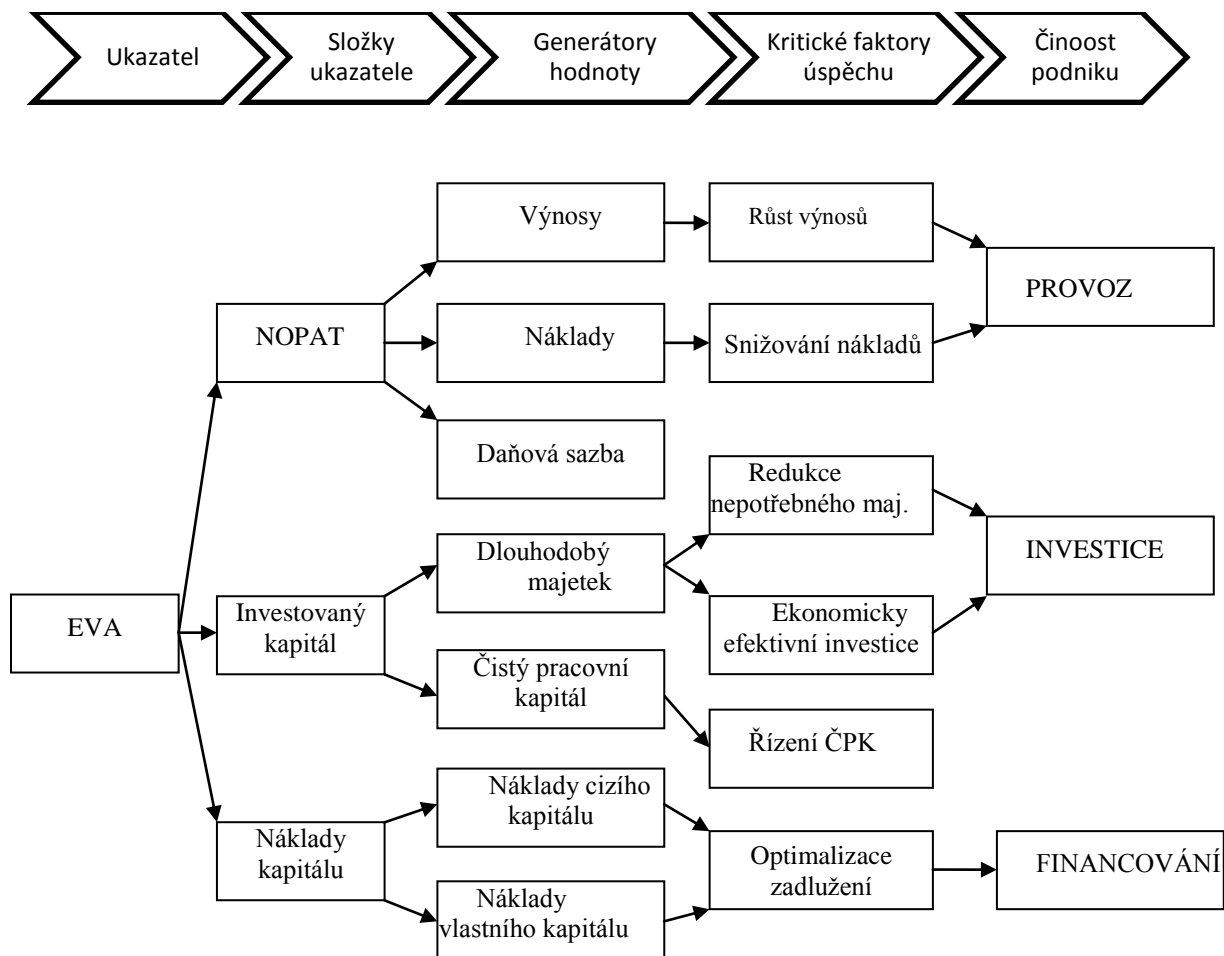 Ukazatel
Složky
ukazatele
Generátory
hodnoty
Kritické faktory
úspěchu
Činoost
podniku
Výnosy
Růst výnosů
PROVOZ
NOPAT
Náklady
Snižování nákladů
Daňová sazba
Redukce
nepotřebného maj.
INVESTICE
Dlouhodobý
majetek
EVA
Investovaný
kapitál
Ekonomicky
efektivní investice
Čistý pracovní
kapitál
Řízení ČPK
Náklady cizího
kapitálu
Náklady
kapitálu
Optimalizace
zadlužení
FINANCOVÁNÍ
Náklady
vlastního kapitálu